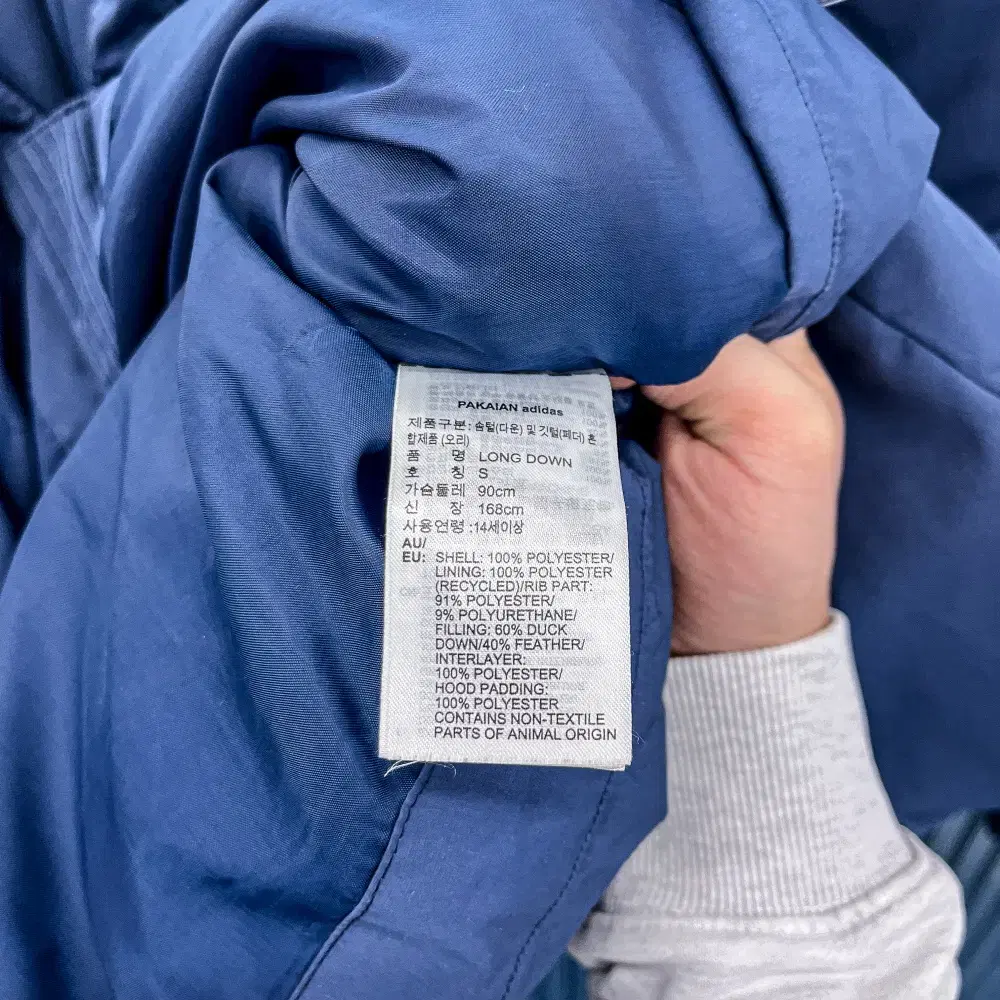 PAKAIAN adidas
제품구분: 솜털(다운) 및 깃털(페더) 혼
합제품 (오리)
품 명 LONG DOWN
호 칭 S
가슴둘레 90cm
신 장 168cm
사용연령 :14세이상
AU/
EU: SHELL: 100% POLYESTER/
LINING: 100% POLYESTER
(RECYCLED)/RIB PART:
91% POLYESTER/
9% POLYURETHANE/
FILLING: 60% DUCK
DOWN/40% FEATHER/
INTERLAYER:
100% POLYESTER/
HOOD PADDING:
100% POLYESTER
CONTAINS NON-TEXTILE
PARTS OF ANIMAL ORIGIN